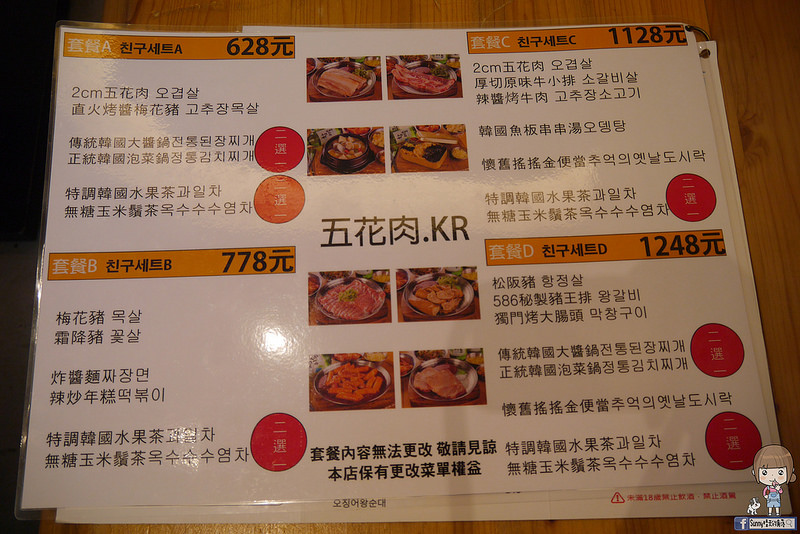 套餐A 친구세트A 628元
2cm五花肉 오겹살
直火烤醬梅花豬 고추장목살
傳統韓國大醬鍋전통된장찌개
正統韓國泡菜鍋정통김치찌개
二選一
特調韓國水果茶과일차
無糖玉米鬚茶옥수수수염차
二選一
套餐B 친구세트B 778元
梅花豬 목살
霜降豬 꽃살
炸醬麵짜장면
辣炒年糕떡볶이
特調韓國水果茶과일차
無糖玉米鬚茶옥수수수염차
二選一
五花肉.KR
套餐內容無法更改 敬請見諒
本店保有更改菜單權益
套餐C 친구세트C 1128元
2cm五花肉 오겹살
厚切原味牛小排 소갈비살
辣醬烤牛肉 고추장소고기
韓國魚板串串湯오뎅탕
懷舊搖搖金便當추억의옛날도시락
特調韓國水果茶과일차
無糖玉米鬚茶옥수수수염차
二選一
套餐D 친구세트D 1248元
松阪豬 항정살
586秘製豬王排 왕갈비
獨門烤大腸頭 막창구이
傳統韓國大醬鍋전통된장찌개
正統韓國泡菜鍋정통김치찌개
二選一
懷舊搖搖金便當추억의옛날도시락
特調韓國水果茶과일차
無糖玉米鬚茶옥수수수염차
二選一
오징어왕순대
未滿18歲禁止飲酒，禁止酒駕